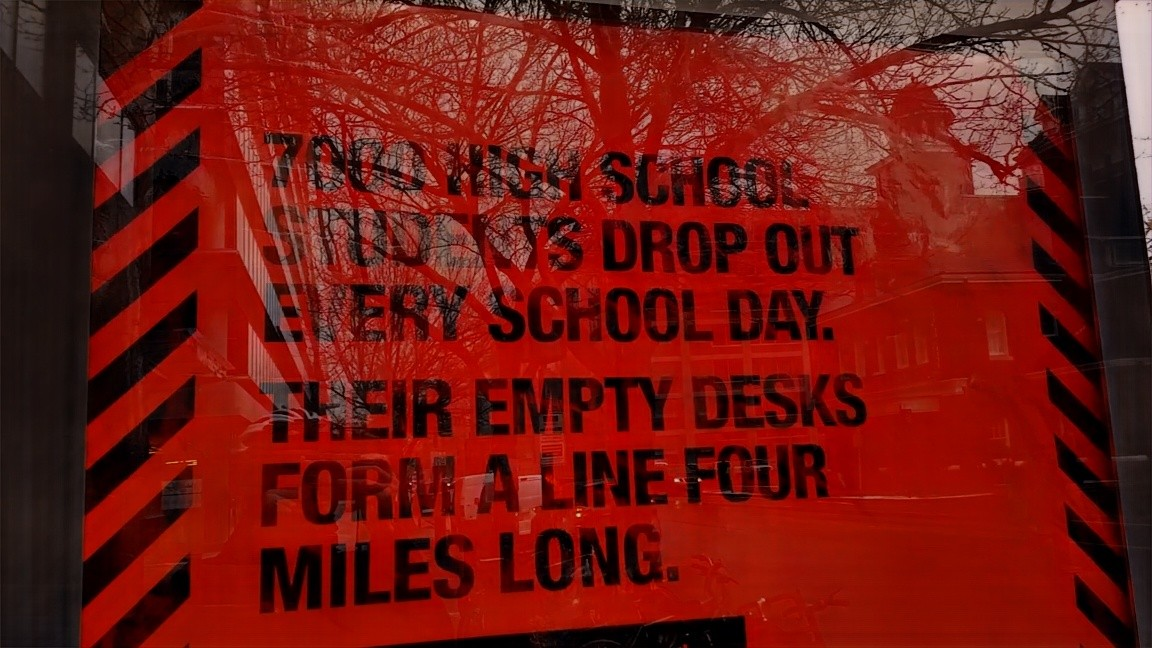 7000 HIGH SCHOOL
STUDENTS DROP OUT
EVERY SCHOOL DAY.
THEIR EMPTY DESKS
FORM A LINE FOUR
MILES LONG.